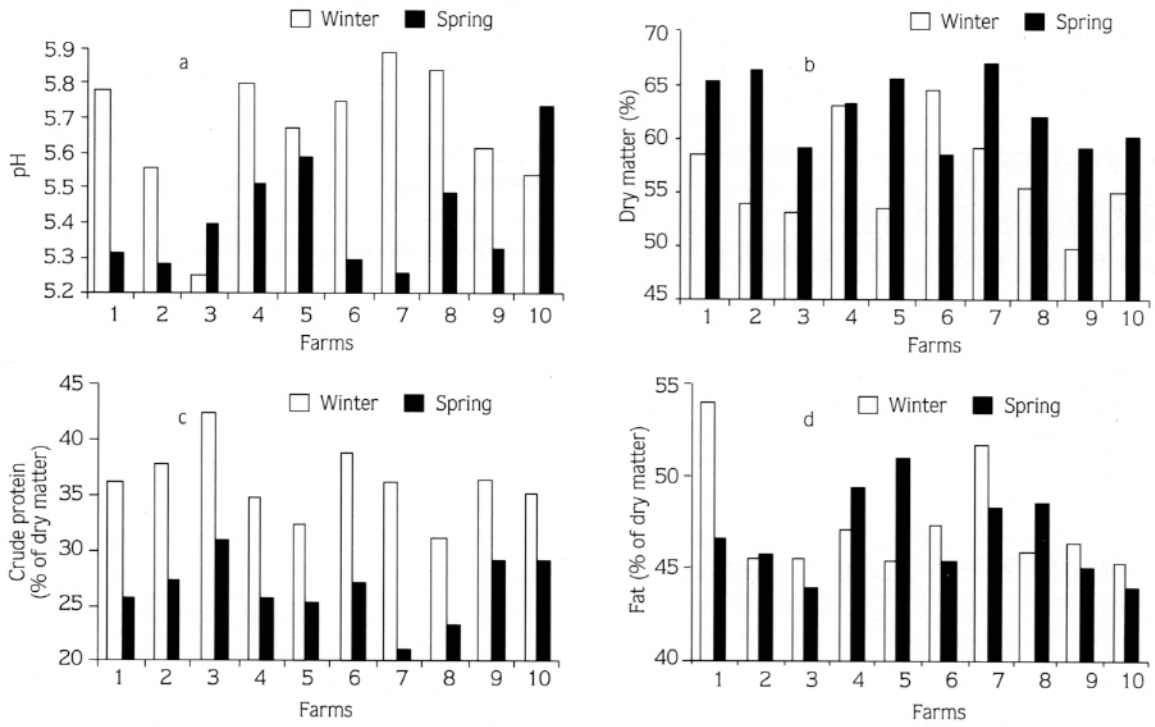 Winter Spring
a
pH
5.9
5.8
5.7
5.6
5.5
5.4
5.3
5.2
1 2 3 4 5 6 7 8 9 10
Farms
Winter Spring
b
Dry matter (%)
70
65
60
55
50
45
1 2 3 4 5 6 7 8 9 10
Farms
Winter Spring
c
Crude protein
(% of dry matter)
45
40
35
30
25
20
1 2 3 4 5 6 7 8 9 10
Farms
Winter Spring
d
Fat (% of dry matter)
55
50
45
40
1 2 3 4 5 6 7 8 9 10
Farms